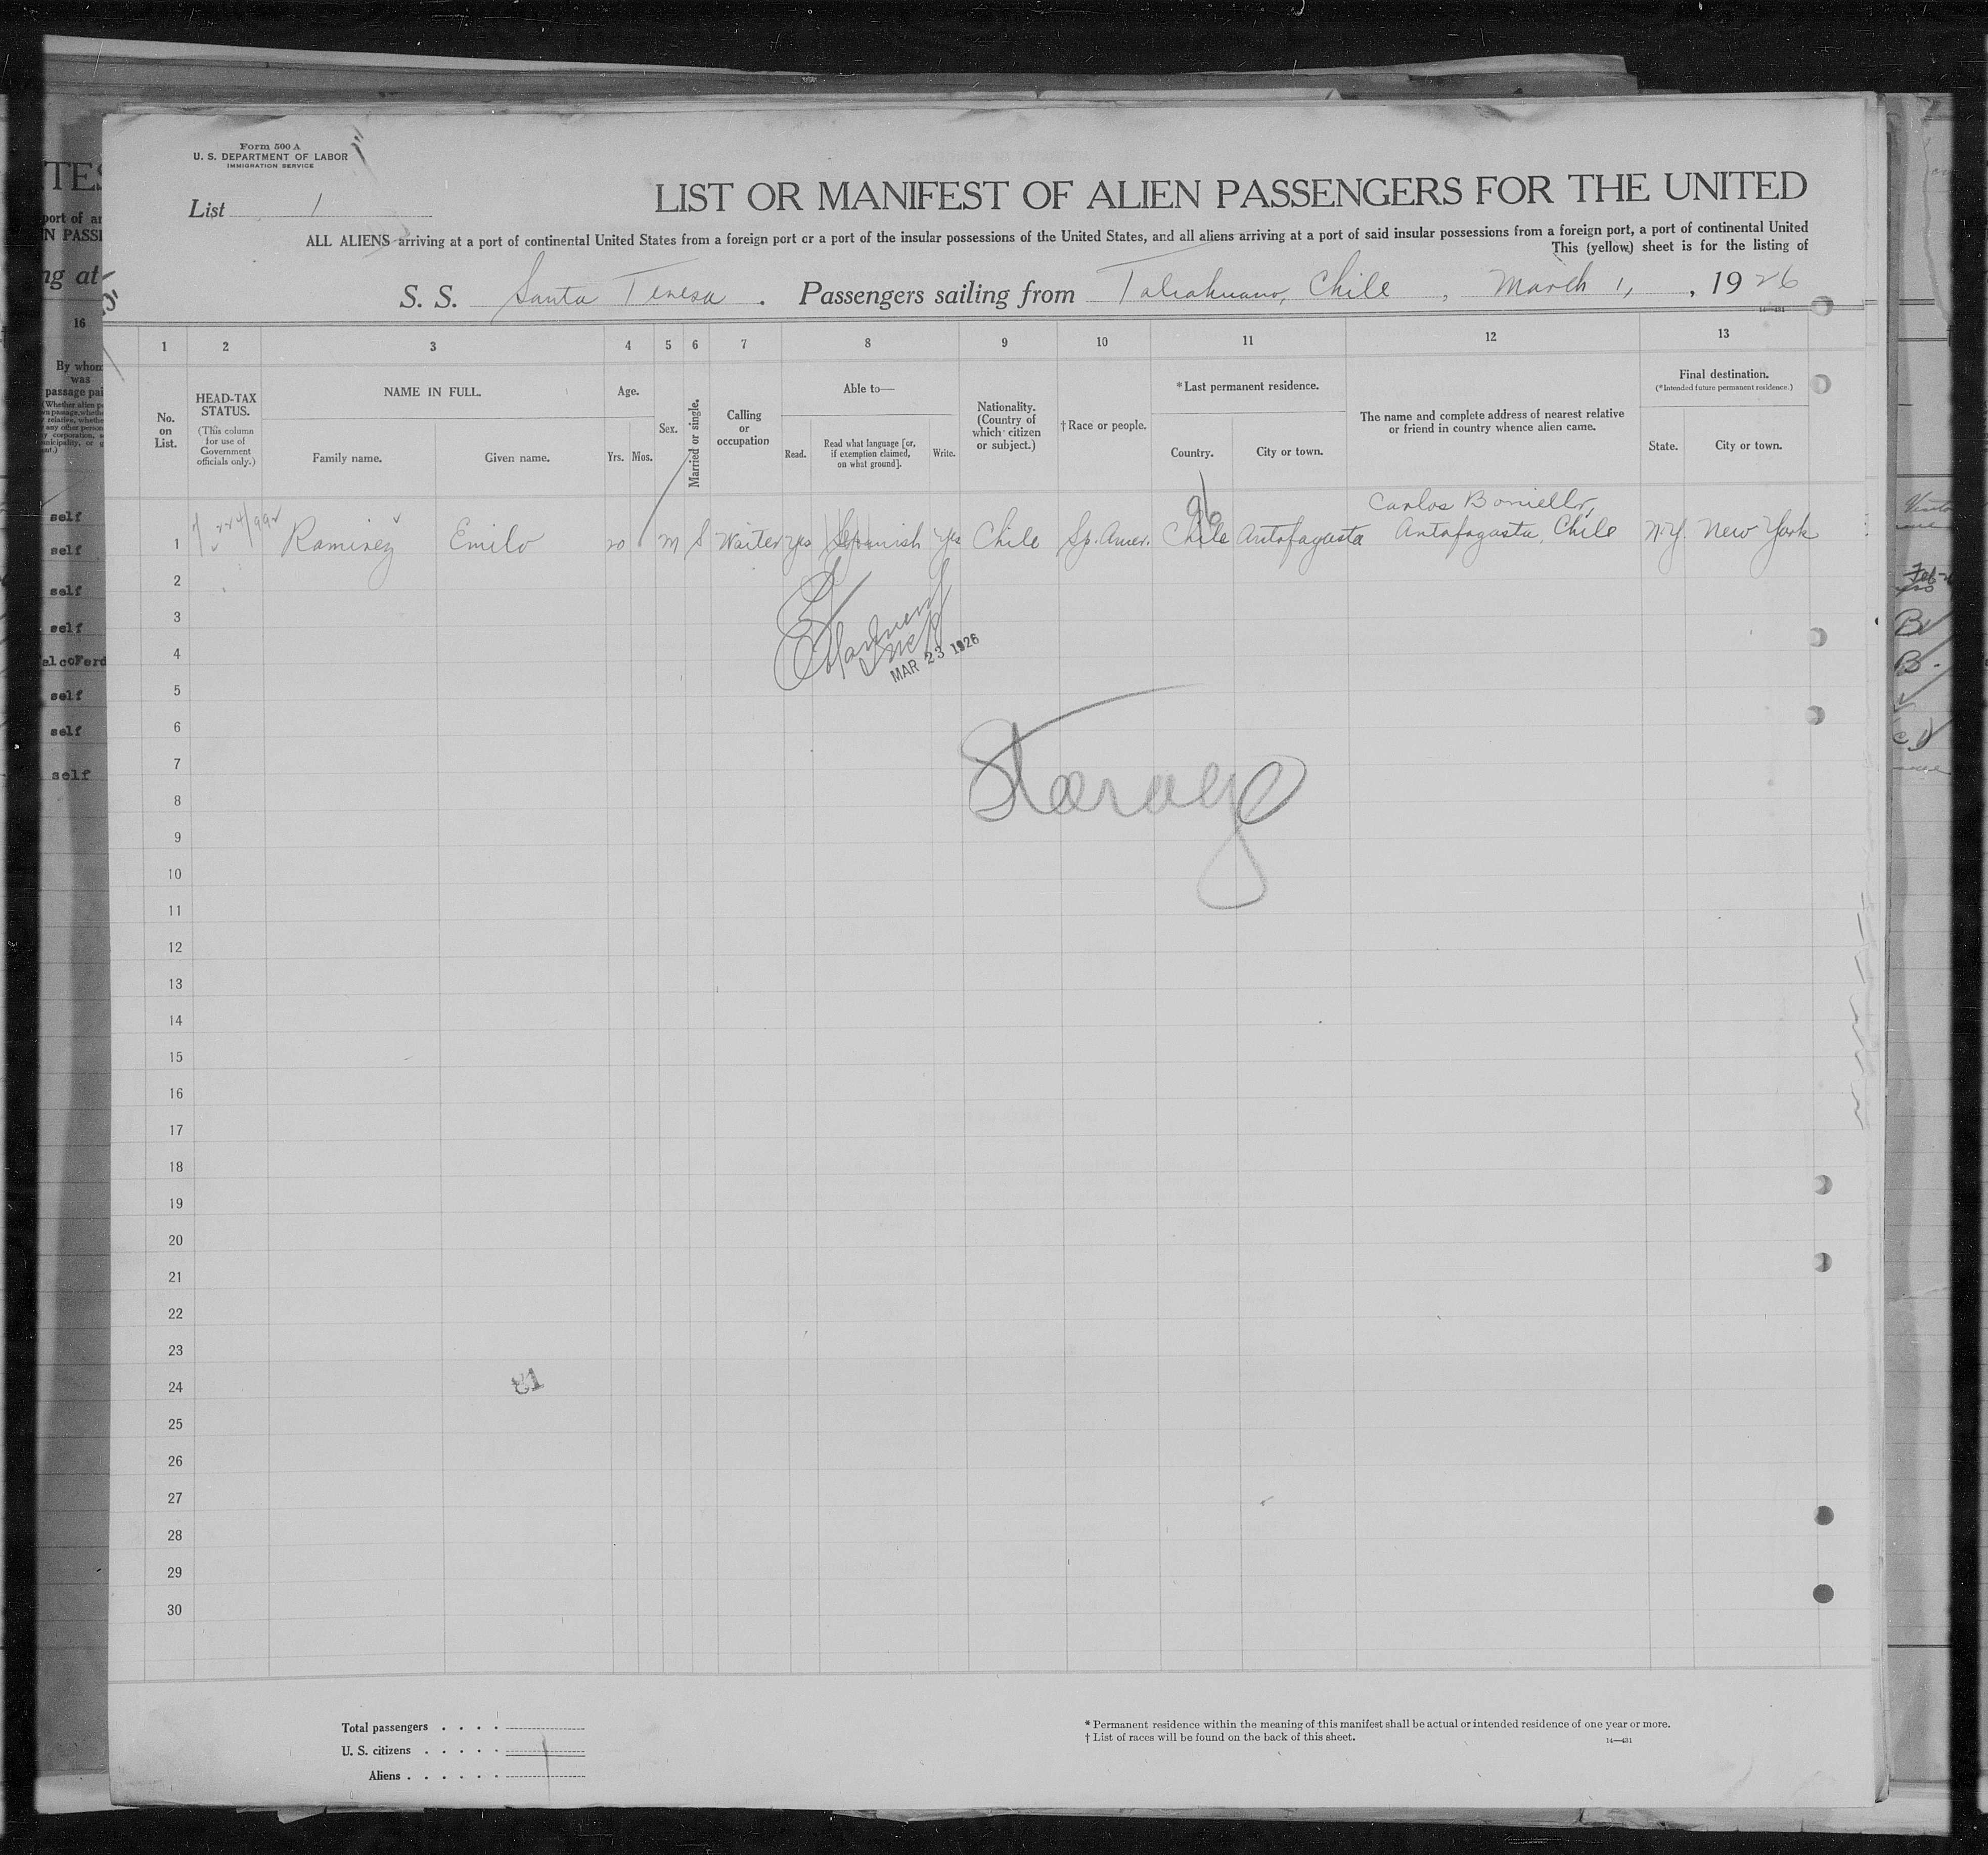 Form 500 A
U. S. DEPARTMENT OF LABOR
IMMIGRATION SERVICE
List 1
LIST OR MANIFEST OF ALIEN PASSENGERS FOR THE UNITED
ALL ALIENS arriving at a port of continental United States from a foreign port or a port of the insular possessions of the United States, and all aliens arriving at a port of said insular possessions from a foreign port, a port of continental United
This (yellow) sheet is for the listing of
S. S. Santa Teresa . Passengers sailing from Talcahuano, Chile , March 1, , 1926
14—431
1 2 3 4 5 6 7 8 9 10 11 12 13
No. on List.
HEAD-TAX STATUS.
(This column for use of Government officials only.)
NAME IN FULL.
Family name. Given name.
Age.
Yrs. Mos.
Sex.
Married or single.
Calling or occupation
Able to—
Read. Read what language [or, if exemption claimed, on what ground]. Write.
Nationality. (Country of which citizen or subject.)
†Race or people.
*Last permanent residence.
Country. City or town.
The name and complete address of nearest relative or friend in country whence alien came.
Final destination.
(*Intended future permanent residence.)
State. City or town.
96
Carlos Boniello,
1 Ramirez Emilo 20 M S Waiter yes Spanish yes Chile Sp. Amer. Chile Antofagasta Antofagasta, Chile N.Y. New York
2
3
Insp
4
MAR 23 1926
5
6
7
8
9
10
11
12
13
14
15
16
17
18
19
20
21
22
23
24
25
26
27
28
29
30
Total passengers
U. S. citizens
Aliens
* Permanent residence within the meaning of this manifest shall be actual or intended residence of one year or more.
† List of races will be found on the back of this sheet.
14—431
TES
port of
N PASSI
ng at
16
By whom
was
passage
self
self
self
self
self
self
self